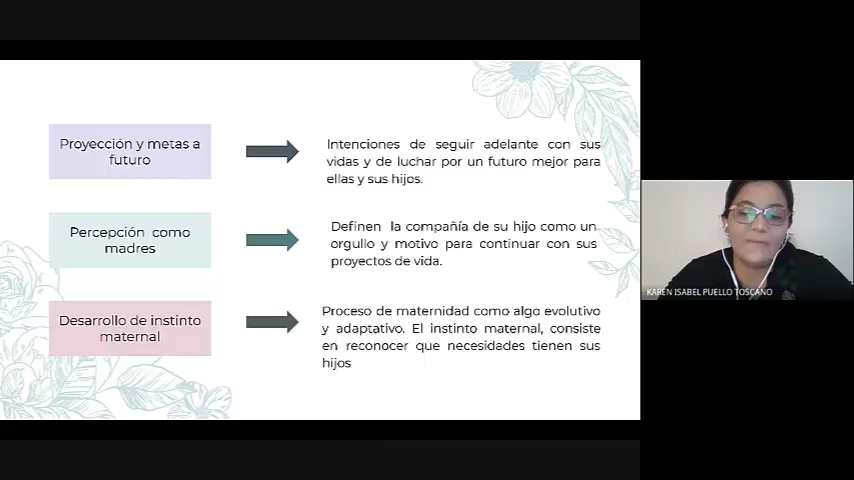 Proyección y metas a
futuro
Intenciones de seguir adelante con sus
vidas y de luchar por un futuro mejor para
ellas y sus hijos.
Percepción como
madres
Definen la compañía de su hijo como un
orgullo y motivo para continuar con sus
proyectos de vida.
Desarrollo de instinto
maternal
Proceso de maternidad como algo evolutivo
y adaptativo. El instinto maternal, consiste
en reconocer que necesidades tienen sus
hijos
KAREN ISABEL PUELLO TOSCANO